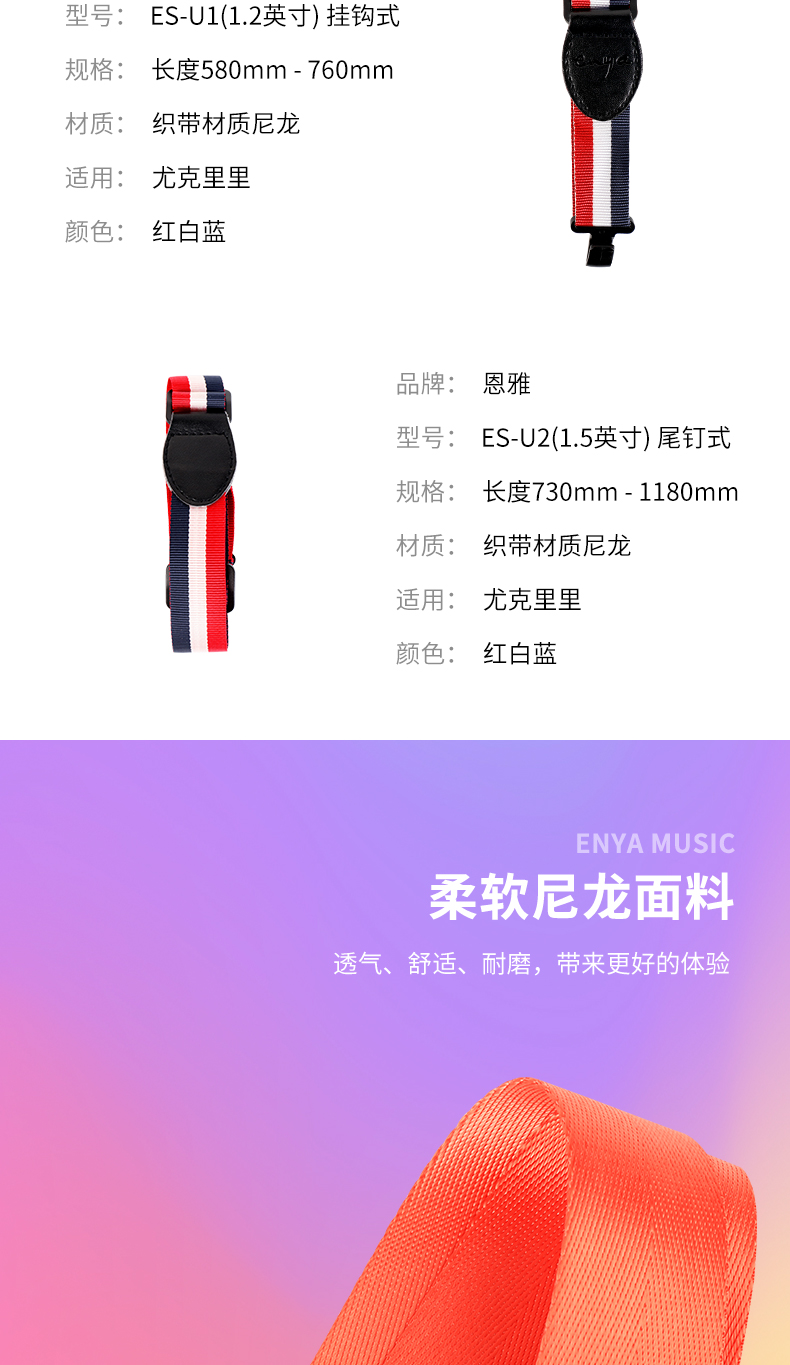 型号： ES-U1(1.2英寸) 挂钩式
规格： 长度580mm - 760mm
材质： 织带材质尼龙
适用： 尤克里里
颜色： 红白蓝
enya
品牌： 恩雅
型号： ES-U2(1.5英寸) 尾钉式
规格： 长度730mm - 1180mm
材质： 织带材质尼龙
适用： 尤克里里
颜色： 红白蓝
ENYA MUSIC
柔软尼龙面料
透气、舒适、耐磨，带来更好的体验